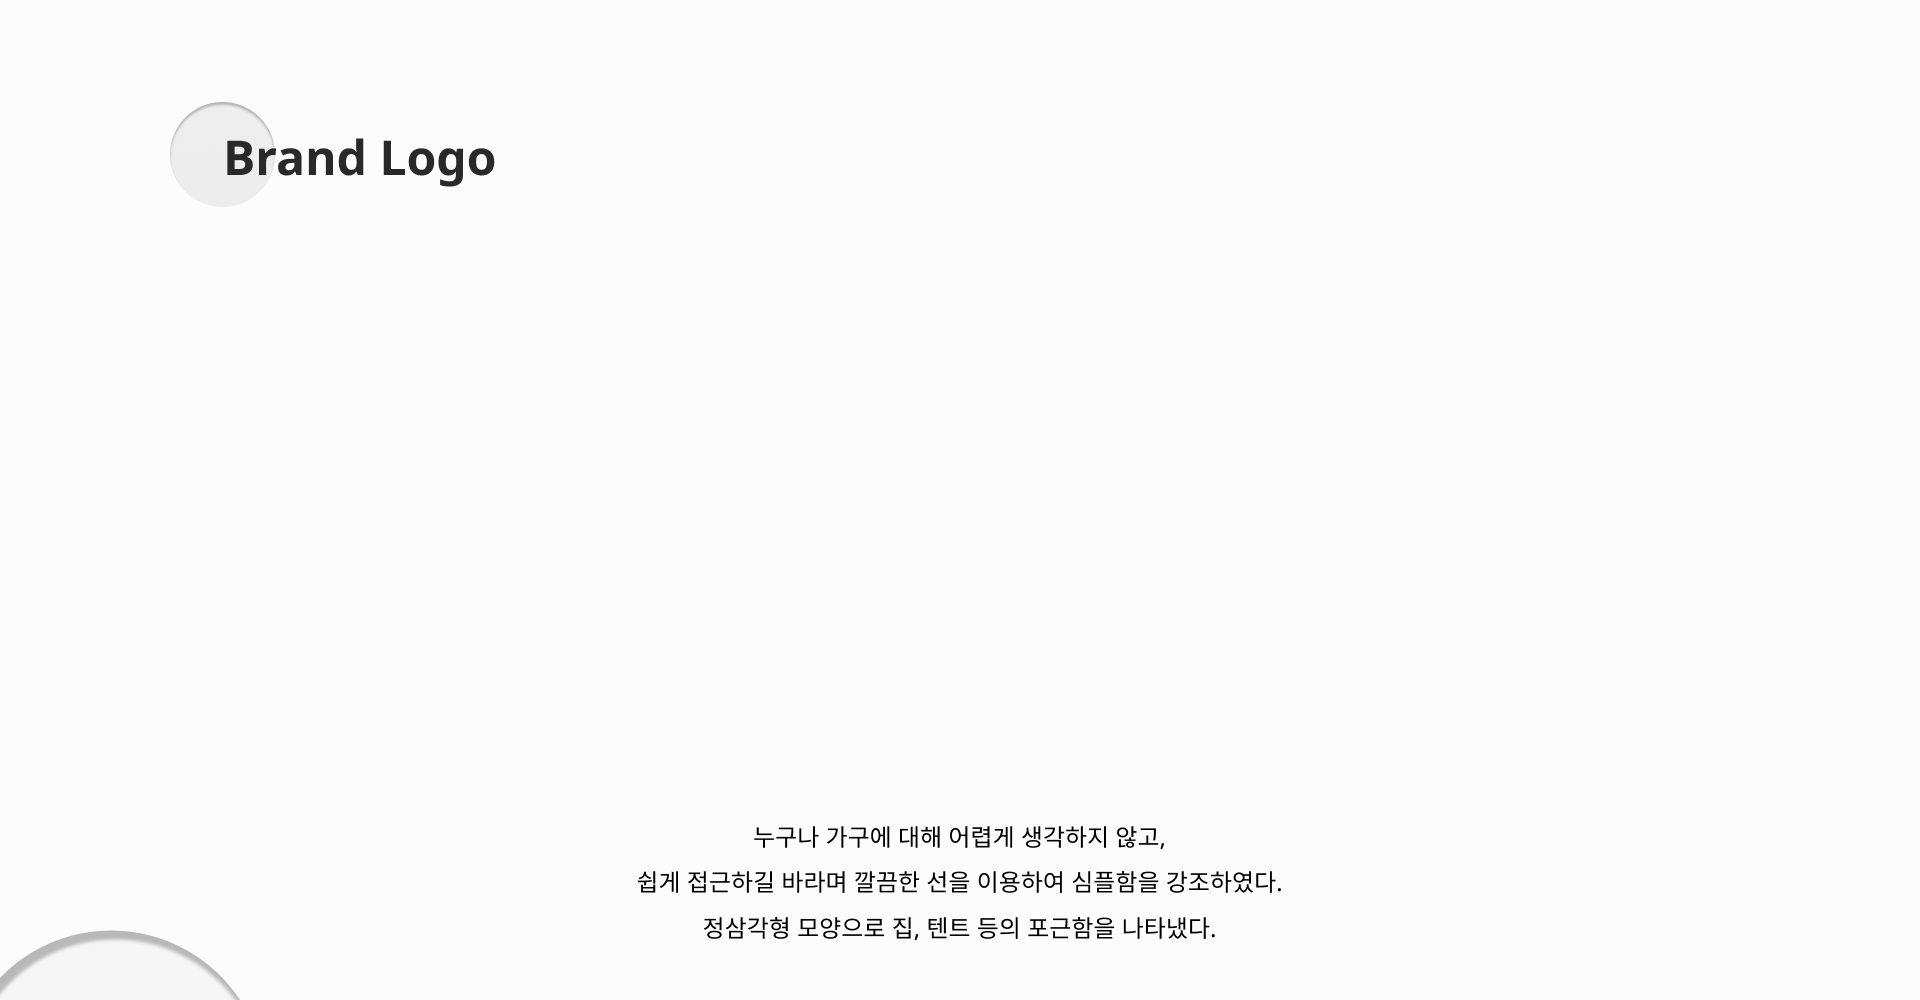 Brand Logo
누구나 가구에 대해 어렵게 생각하지 않고,
쉽게 접근하길 바라며 깔끔한 선을 이용하여 심플함을 강조하였다.
정삼각형 모양으로 집, 텐트 등의 포근함을 나타냈다.